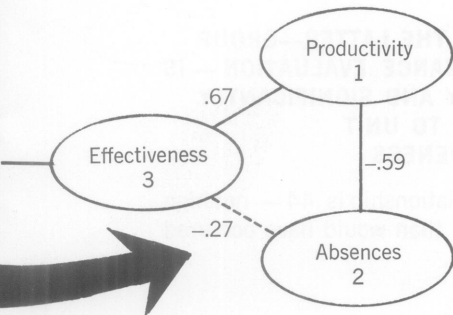 Productivity
1
.67
Effectiveness
3
-.59
-.27
Absences
2